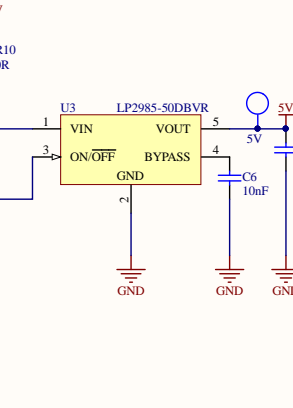 R10
0R
U3
LP2985-50DBVR
1
VIN
VOUT
5
5V
5V
3
ON/OFF
BYPASS
4
GND
2
C6
10nF
GND
GND
GND